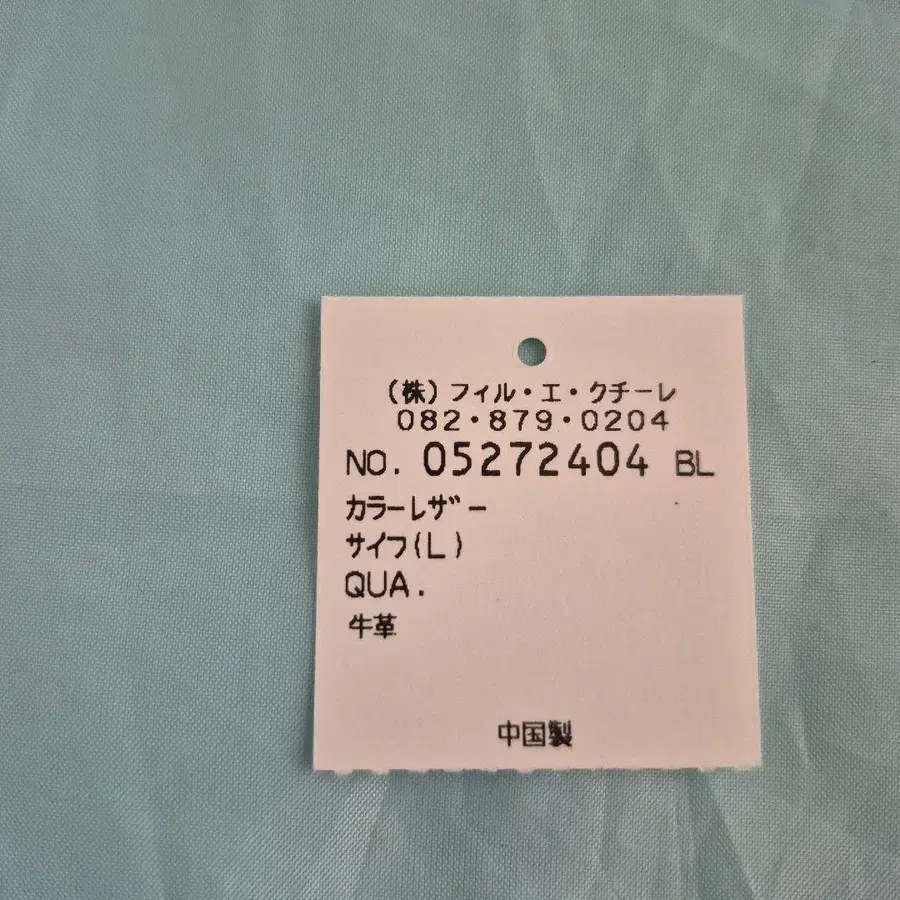 (株)フィル・エ・クチーレ
082・879・0204
NO. 05272404 BL
カラーレザー
サイフ(L)
QUA.
牛革
中国製